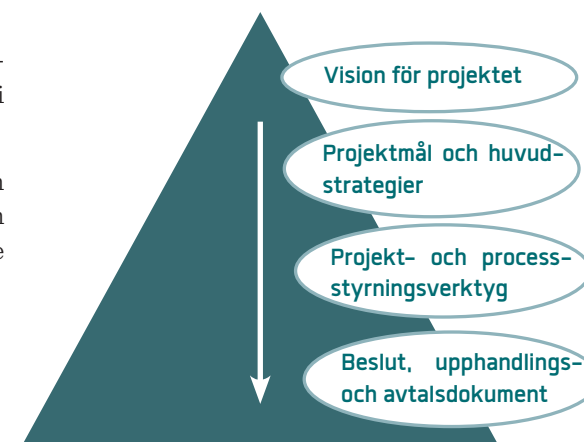 -
i
n
n
e
Vision för projektet
Projektmål och huvud-
strategier
Projekt- och process-
styrningsverktyg
Beslut, upphandlings-
och avtalsdokument